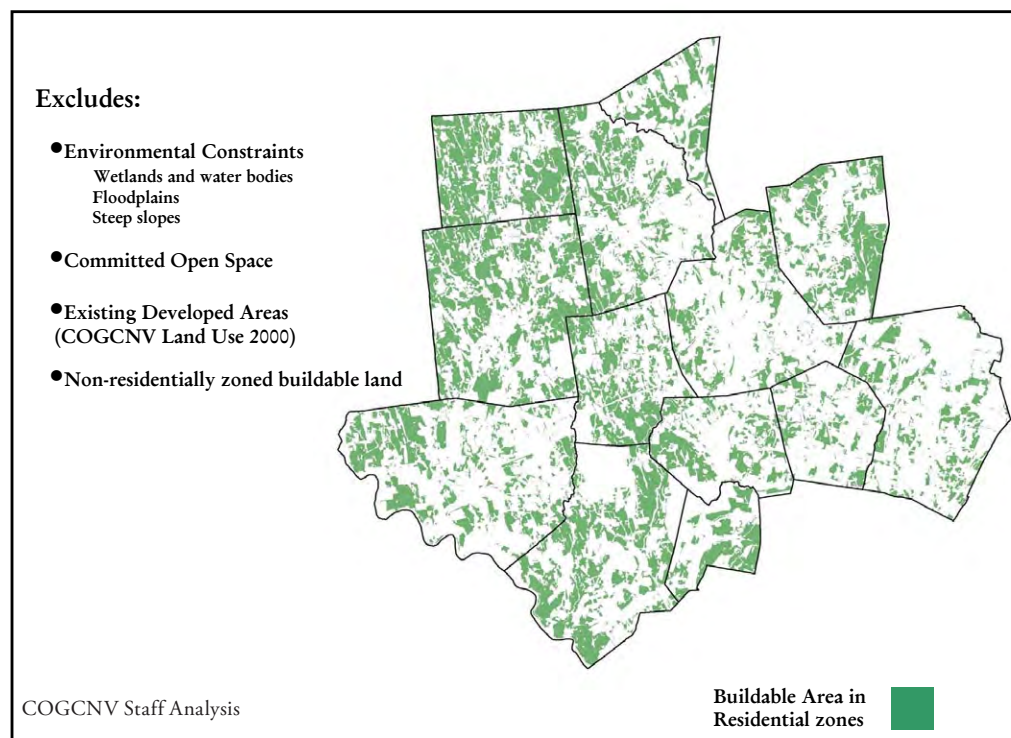 Excludes:
●Environmental Constraints
Wetlands and water bodies
Floodplains
Steep slopes
●Committed Open Space
●Existing Developed Areas
(COGCNV Land Use 2000)
●Non-residentially zoned buildable land
COGCNV Staff Analysis
Buildable Area in
Residential zones